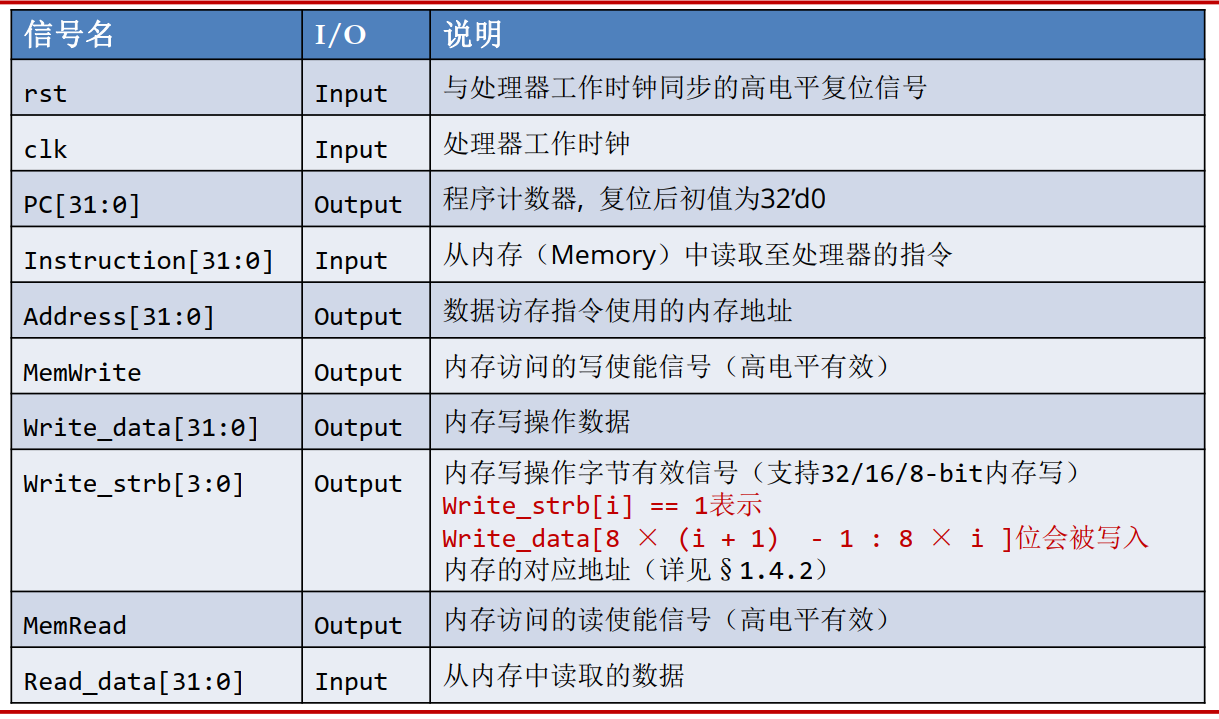 信号名 I/O 说明
rst Input 与处理器工作时钟同步的高电平复位信号
clk Input 处理器工作时钟
PC[31:0] Output 程序计数器, 复位后初值为32’d0
Instruction[31:0] Input 从内存（Memory）中读取至处理器的指令
Address[31:0] Output 数据访存指令使用的内存地址
MemWrite Output 内存访问的写使能信号（高电平有效）
Write_data[31:0] Output 内存写操作数据
Write_strb[3:0] Output 内存写操作字节有效信号（支持32/16/8-bit内存写）
Write_strb[i] == 1表示
Write_data[8 × (i + 1) - 1 : 8 × i ]位会被写入
内存的对应地址（详见§1.4.2）
MemRead Output 内存访问的读使能信号（高电平有效）
Read_data[31:0] Input 从内存中读取的数据